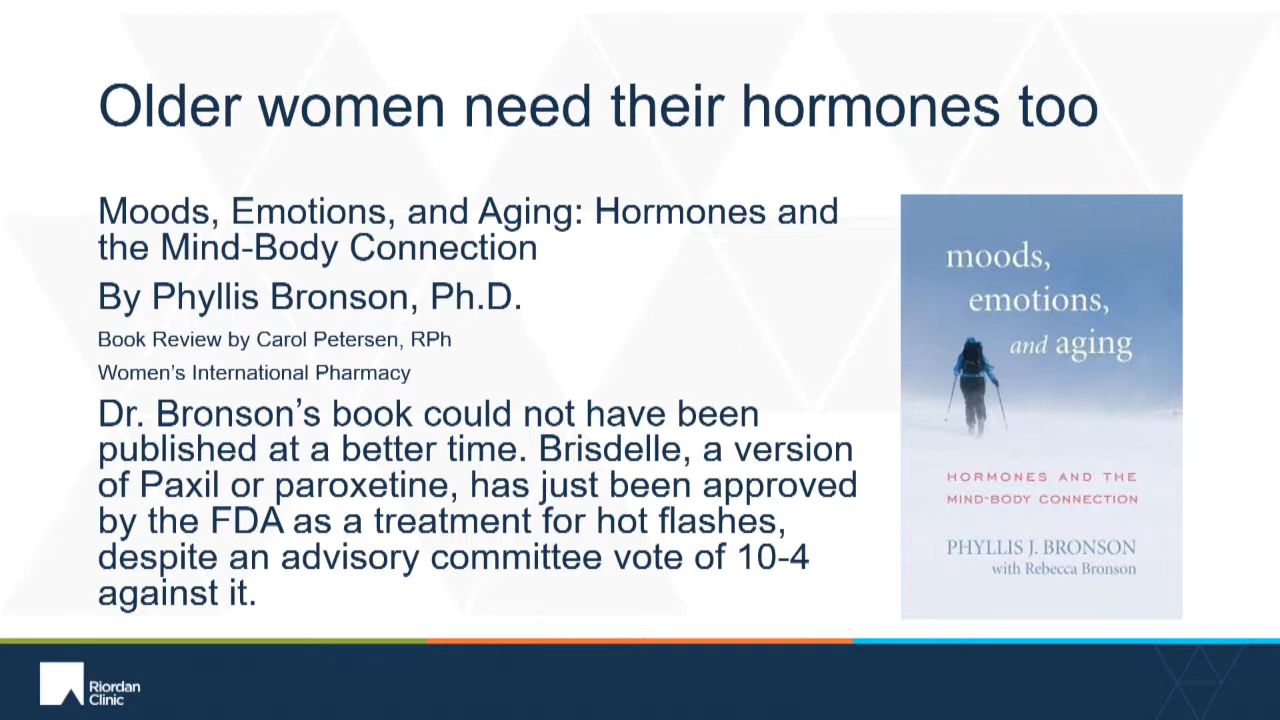 Older women need their hormones too
Moods, Emotions, and Aging: Hormones and
the Mind-Body Connection
By Phyllis Bronson, Ph.D.
Book Review by Carol Petersen, RPh
Women's International Pharmacy
Dr. Bronson's book could not have been
published at a better time. Brisdelle, a version
of Paxil or paroxetine, has just been approved
by the FDA as a treatment for hot flashes,
despite an advisory committee vote of 10-4
against it.
moods,
emotions,
and aging
HORMONES AND THE
MIND-BODY CONNECTION
PHYLLIS J. BRONSON
with Rebecca Bronson
Riordan
Clinic